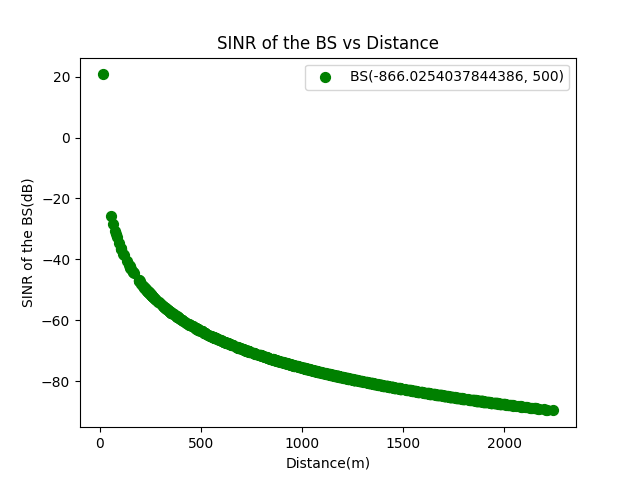 SINR of the BS vs Distance
BS(-866.0254037844386, 500)
SINR of the BS(dB)
20
0
−20
−40
−60
−80
0
500
1000
1500
2000
Distance(m)